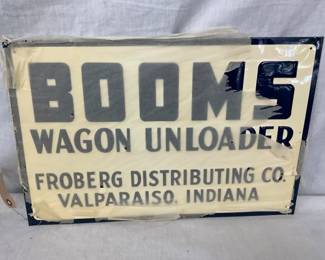 BOOMS
WAGON UNLOADER
FROBERG DISTRIBUTING CO.
VALPARAISO, INDIANA